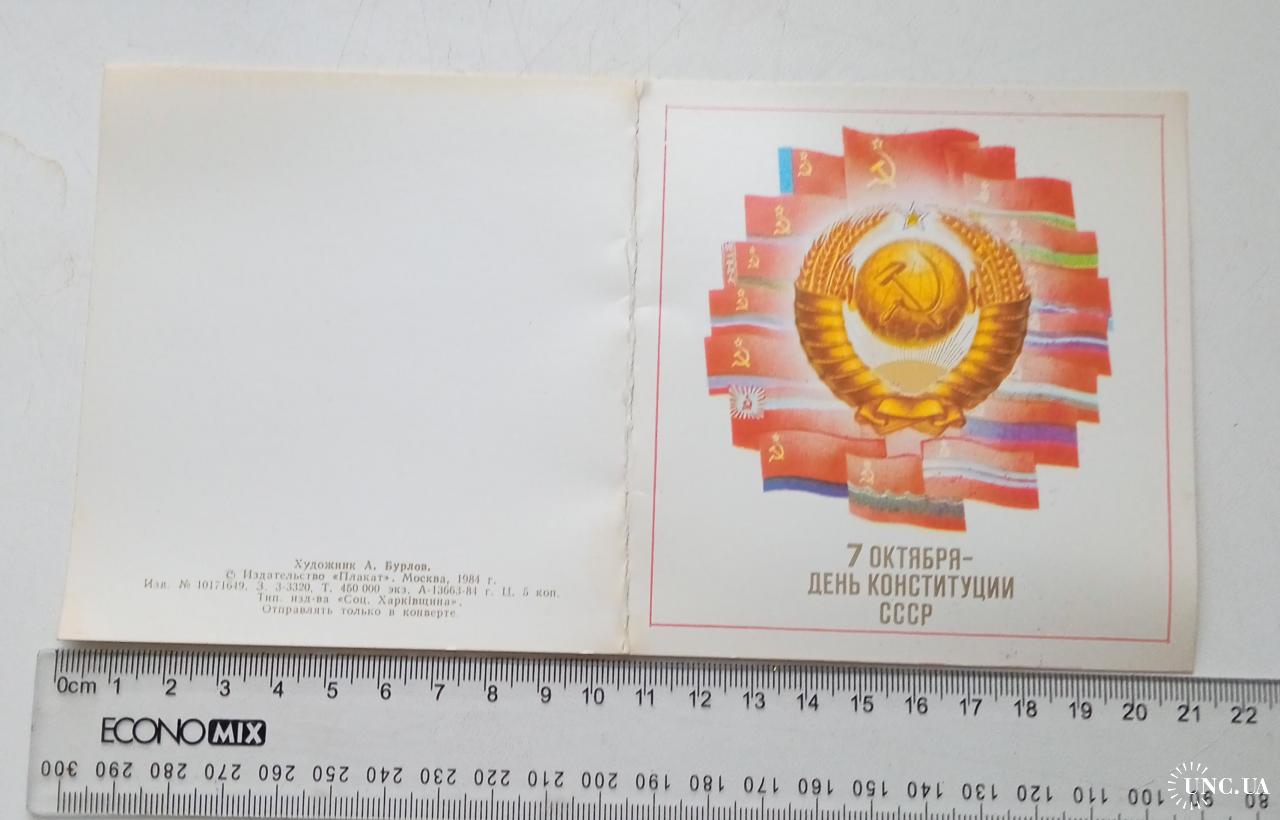 Художник А. Бурлов.
© Издательство «Плакат». Москва, 1984 г.
Изд. № 10171649. З. 3-3320. Т. 450 000 экз. А-13663-84 г. Ц. 5 коп.
Тип. изд-ва «Соц. Харкiвщина».
Отправлять только в конверте.
7 ОКТЯБРЯ–
ДЕНЬ КОНСТИТУЦИИ
СССР
0cm 1 2 3 4 5 6 7 8 9 10 11 12 13 14 15 16 17 18 19 20 21 22
ECONOMIX
300 290 280 270 260 250 240 230 220 210 200 190 180 170 160 150 140 130 120 110 100 90 80
UNC.UA